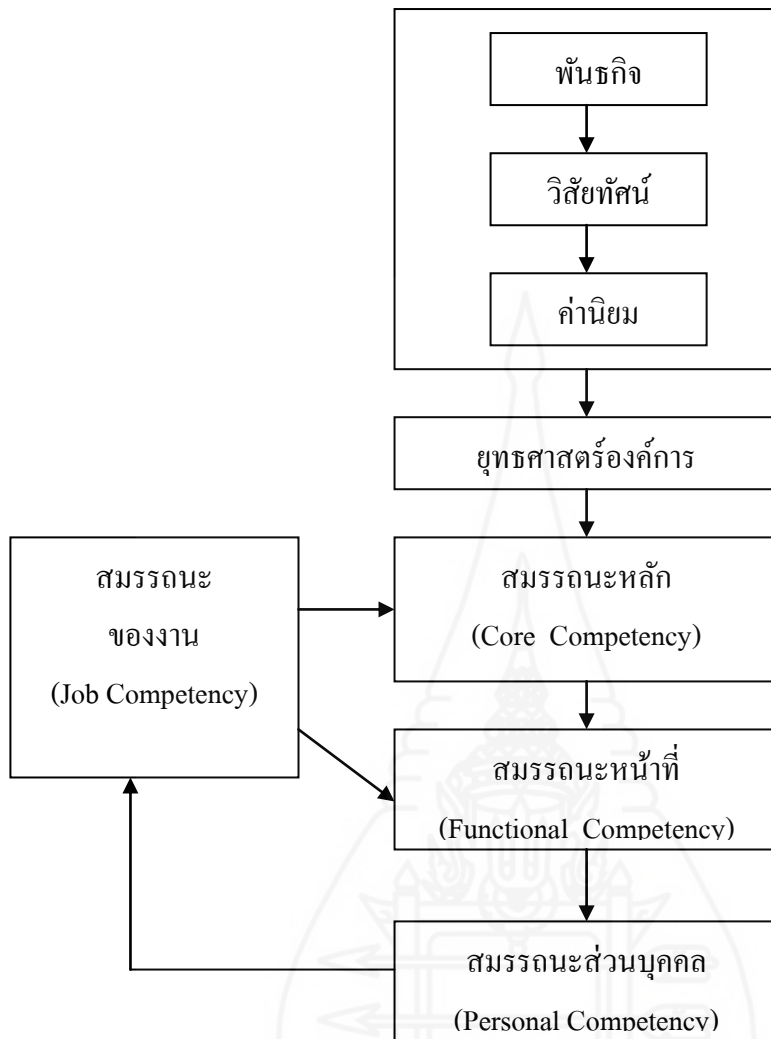 พันธกิจ
วิสัยทัศน์
ค่านิยม
ยุทธศาสตร์องค์การ
สมรรถนะ
ของงาน
(Job Competency)
สมรรถนะหลัก
(Core Competency)
สมรรถนะหน้าที่
(Functional Competency)
สมรรถนะส่วนบุคคล
(Personal Competency)